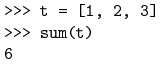 >>> t = [1, 2, 3]
>>> sum(t)
6